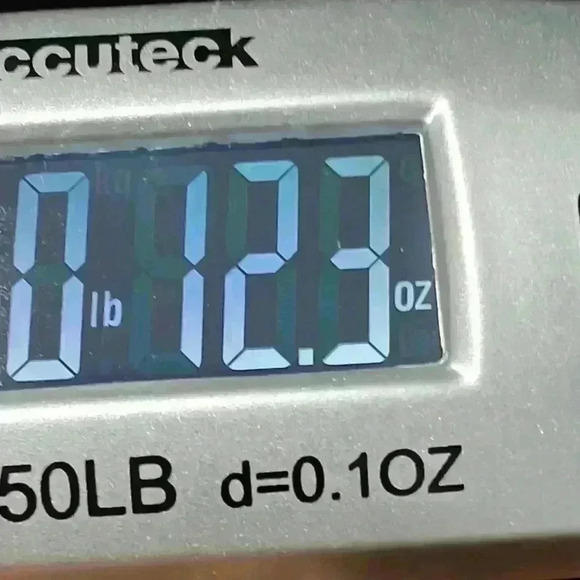 ccuteck
0 lb 12.3 oz
50LB d=0.1OZ